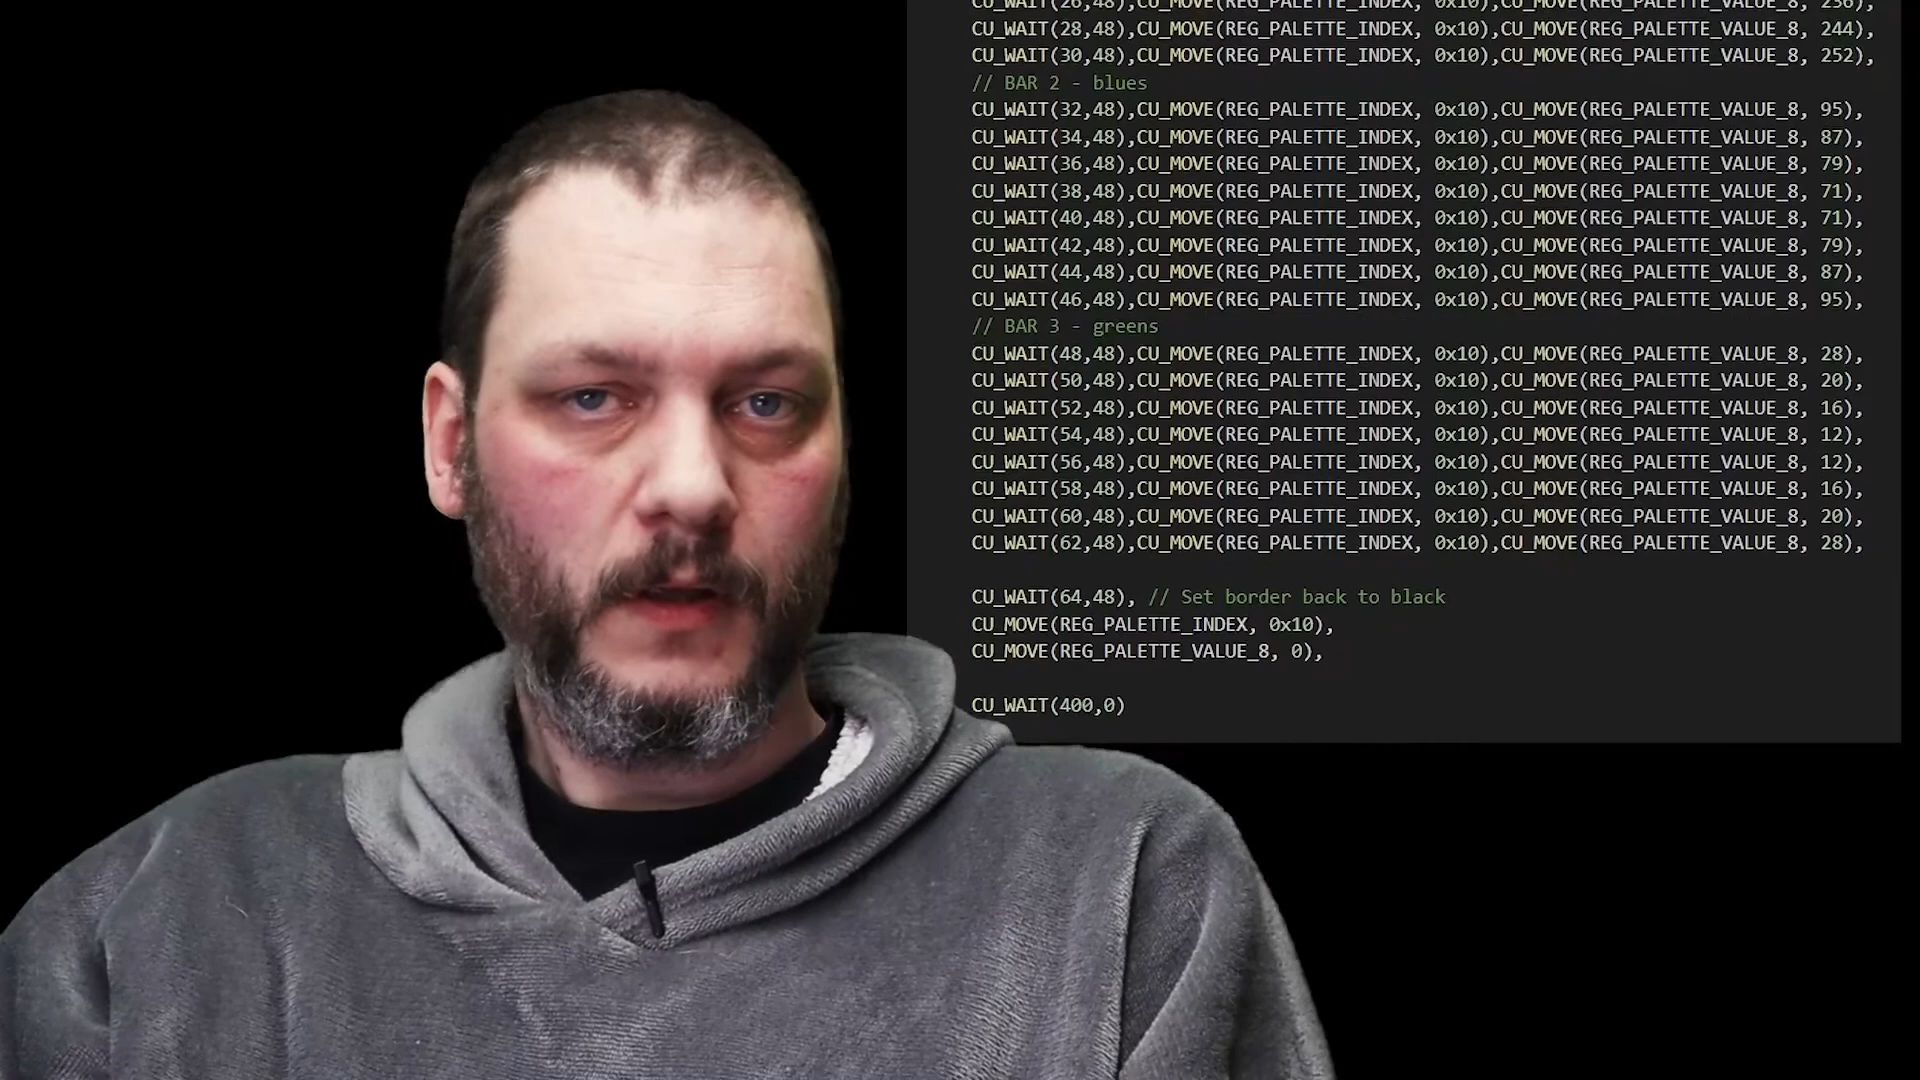 CU_WAIT(26,48),CU_MOVE(REG_PALETTE_INDEX, 0x10),CU_MOVE(REG_PALETTE_VALUE_8, 236),
CU_WAIT(28,48),CU_MOVE(REG_PALETTE_INDEX, 0x10),CU_MOVE(REG_PALETTE_VALUE_8, 244),
CU_WAIT(30,48),CU_MOVE(REG_PALETTE_INDEX, 0x10),CU_MOVE(REG_PALETTE_VALUE_8, 252),
// BAR 2 - blues
CU_WAIT(32,48),CU_MOVE(REG_PALETTE_INDEX, 0x10),CU_MOVE(REG_PALETTE_VALUE_8, 95),
CU_WAIT(34,48),CU_MOVE(REG_PALETTE_INDEX, 0x10),CU_MOVE(REG_PALETTE_VALUE_8, 87),
CU_WAIT(36,48),CU_MOVE(REG_PALETTE_INDEX, 0x10),CU_MOVE(REG_PALETTE_VALUE_8, 79),
CU_WAIT(38,48),CU_MOVE(REG_PALETTE_INDEX, 0x10),CU_MOVE(REG_PALETTE_VALUE_8, 71),
CU_WAIT(40,48),CU_MOVE(REG_PALETTE_INDEX, 0x10),CU_MOVE(REG_PALETTE_VALUE_8, 71),
CU_WAIT(42,48),CU_MOVE(REG_PALETTE_INDEX, 0x10),CU_MOVE(REG_PALETTE_VALUE_8, 79),
CU_WAIT(44,48),CU_MOVE(REG_PALETTE_INDEX, 0x10),CU_MOVE(REG_PALETTE_VALUE_8, 87),
CU_WAIT(46,48),CU_MOVE(REG_PALETTE_INDEX, 0x10),CU_MOVE(REG_PALETTE_VALUE_8, 95),
// BAR 3 - greens
CU_WAIT(48,48),CU_MOVE(REG_PALETTE_INDEX, 0x10),CU_MOVE(REG_PALETTE_VALUE_8, 28),
CU_WAIT(50,48),CU_MOVE(REG_PALETTE_INDEX, 0x10),CU_MOVE(REG_PALETTE_VALUE_8, 20),
CU_WAIT(52,48),CU_MOVE(REG_PALETTE_INDEX, 0x10),CU_MOVE(REG_PALETTE_VALUE_8, 16),
CU_WAIT(54,48),CU_MOVE(REG_PALETTE_INDEX, 0x10),CU_MOVE(REG_PALETTE_VALUE_8, 12),
CU_WAIT(56,48),CU_MOVE(REG_PALETTE_INDEX, 0x10),CU_MOVE(REG_PALETTE_VALUE_8, 12),
CU_WAIT(58,48),CU_MOVE(REG_PALETTE_INDEX, 0x10),CU_MOVE(REG_PALETTE_VALUE_8, 16),
CU_WAIT(60,48),CU_MOVE(REG_PALETTE_INDEX, 0x10),CU_MOVE(REG_PALETTE_VALUE_8, 20),
CU_WAIT(62,48),CU_MOVE(REG_PALETTE_INDEX, 0x10),CU_MOVE(REG_PALETTE_VALUE_8, 28),
CU_WAIT(64,48), // Set border back to black
CU_MOVE(REG_PALETTE_INDEX, 0x10),
CU_MOVE(REG_PALETTE_VALUE_8, 0),
CU_WAIT(400,0)